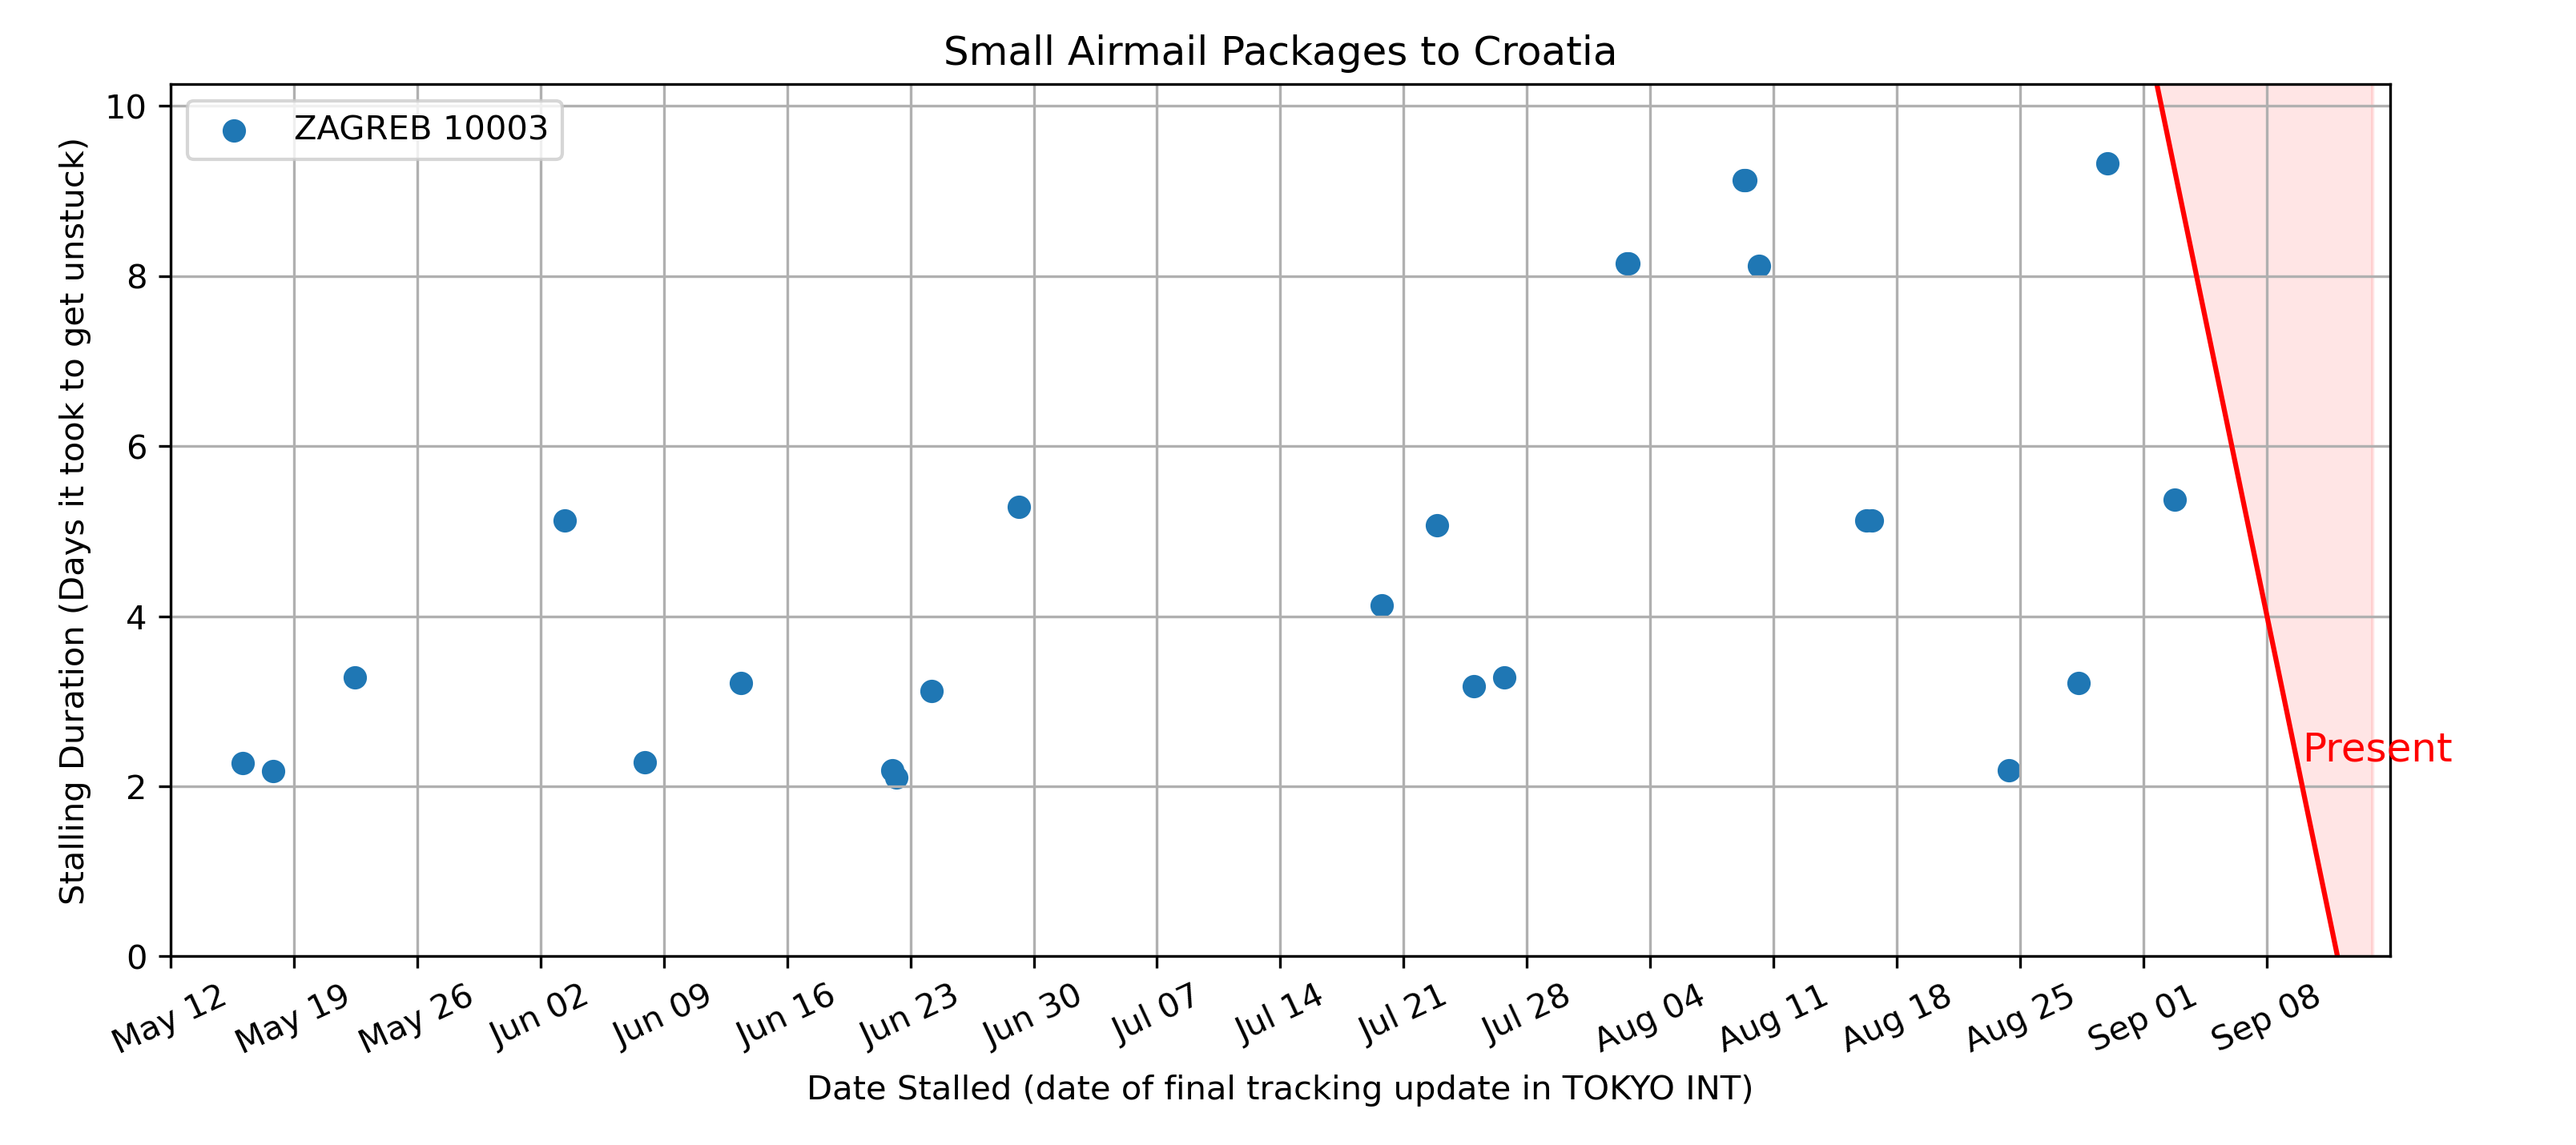 Small Airmail Packages to Croatia
ZAGREB 10003
Stalling Duration (Days it took to get unstuck)
10
8
6
4
2
0
May 12
May 19
May 26
Jun 02
Jun 09
Jun 16
Jun 23
Jun 30
Jul 07
Jul 14
Jul 21
Jul 28
Aug 04
Aug 11
Aug 18
Aug 25
Sep 01
Sep 08
Present
Date Stalled (date of final tracking update in TOKYO INT)